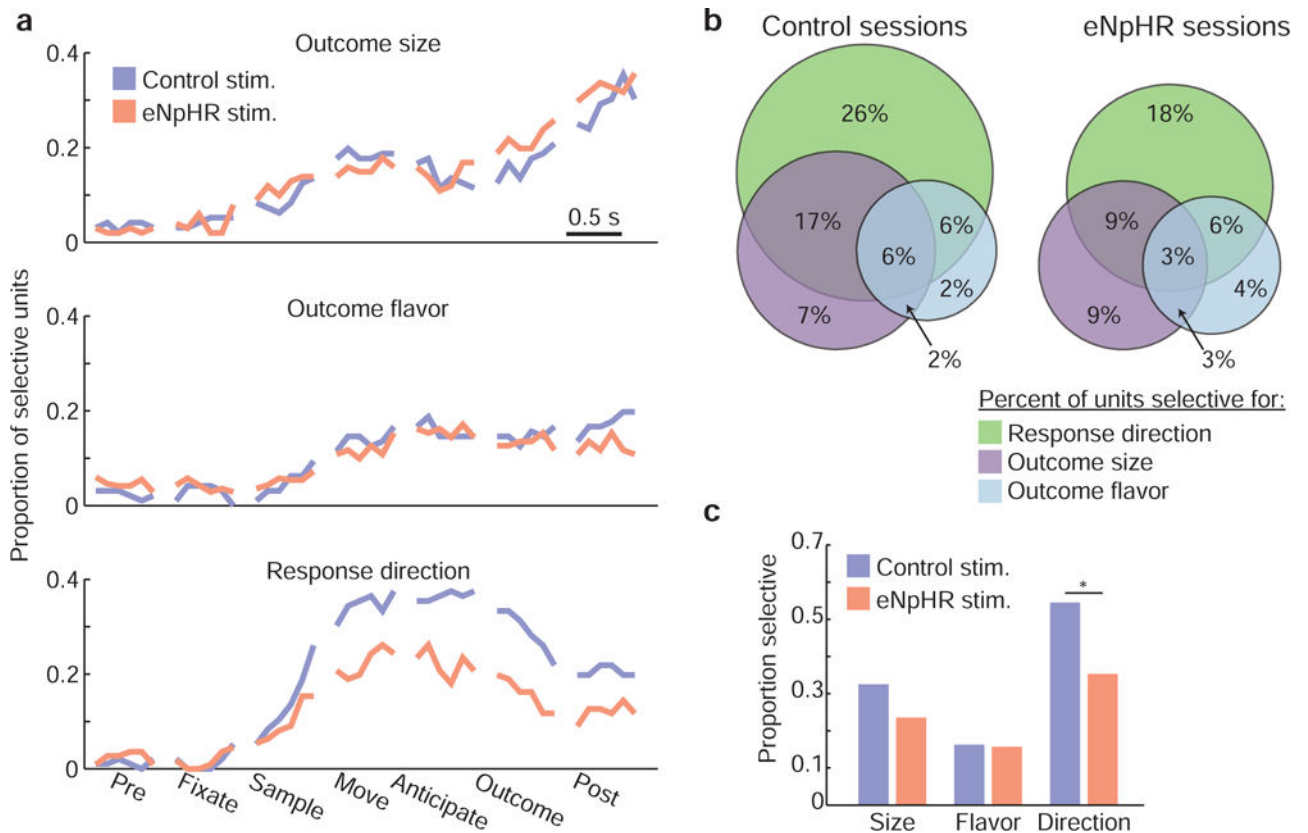 a
Outcome size
0.4
Control stim.
eNpHR stim.
0.2
0.5 s
0
Outcome flavor
0.4
0.2
0
Response direction
0.4
0.2
0
Proportion of selective units
Pre
Fixate
Sample
Move
Anticipate
Outcome
Post
b
Control sessions
eNpHR sessions
26%
17%
6%
6%
7%
2%
2%
18%
9%
6%
3%
9%
4%
3%
Percent of units selective for:
Response direction
Outcome size
Outcome flavor
c
0.7
Control stim.
eNpHR stim.
*
0.5
0.3
0.1
0
Proportion selective
Size
Flavor
Direction